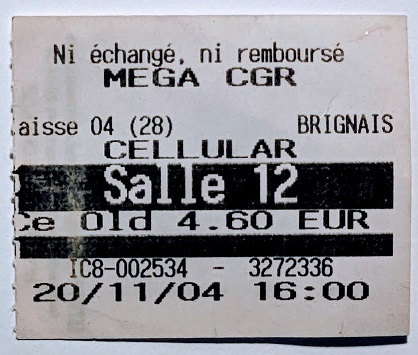 Ni échangé, ni remboursé
MEGA CGR
aisse 04 (28) BRIGNAIS
CELLULAR
Salle 12
ce Old 4.60 EUR
IC8-002534 - 3272336
20/11/04 16:00